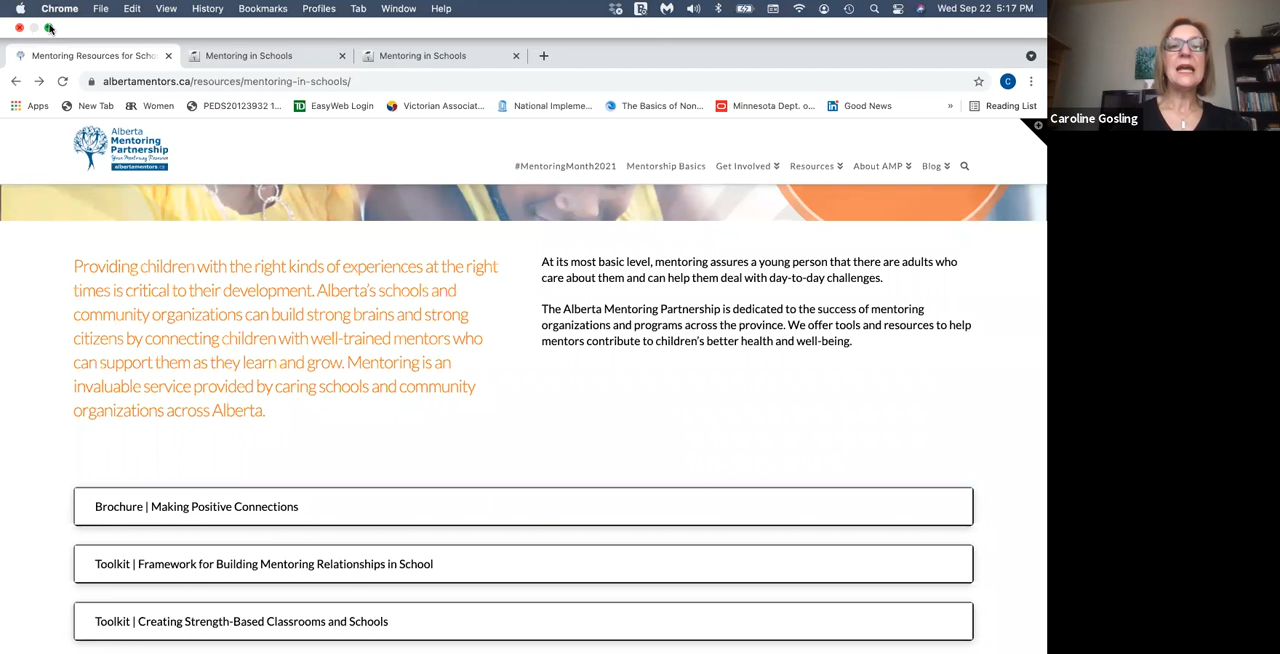 Chrome File Edit View History Bookmarks Profiles Tab Window Help Wed Sep 22 5:17 PM
Mentoring Resources for Scho Mentoring in Schools Mentoring in Schools
albertamentors.ca/resources/mentoring-in-schools/ C
Apps New Tab Women PEDS20123932 1... EasyWeb Login Victorian Associat... National Impleme... The Basics of Non... Minnesota Dept. o... Good News » Reading List
Caroline Gosling
Alberta
Mentoring
Partnership
Your Mentoring Resource
albertamentors.ca
#MentoringMonth2021 Mentorship Basics Get Involved Resources About AMP Blog
Providing children with the right kinds of experiences at the right
times is critical to their development. Alberta's schools and
community organizations can build strong brains and strong
citizens by connecting children with well-trained mentors who
can support them as they learn and grow. Mentoring is an
invaluable service provided by caring schools and community
organizations across Alberta.
At its most basic level, mentoring assures a young person that there are adults who
care about them and can help them deal with day-to-day challenges.
The Alberta Mentoring Partnership is dedicated to the success of mentoring
organizations and programs across the province. We offer tools and resources to help
mentors contribute to children's better health and well-being.
Brochure | Making Positive Connections
Toolkit | Framework for Building Mentoring Relationships in School
Toolkit | Creating Strength-Based Classrooms and Schools